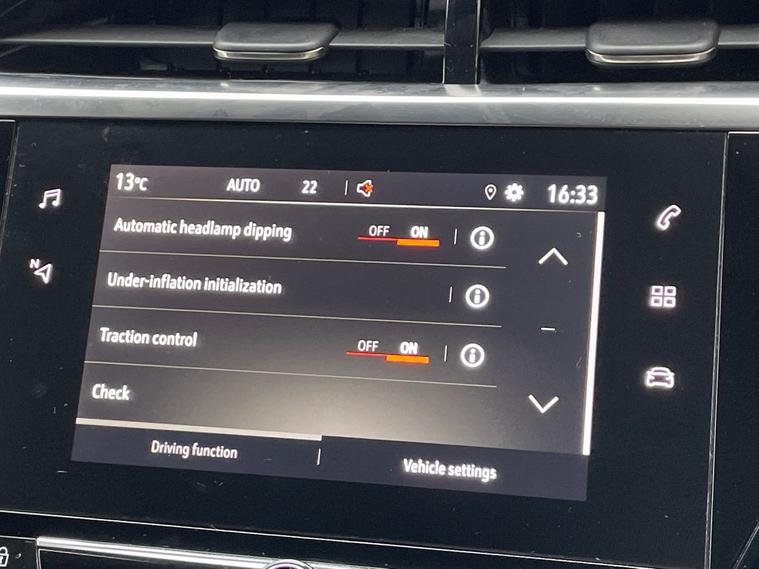 13°C AUTO 22 16:33
Automatic headlamp dipping OFF ON
Under-inflation initialization
Traction control OFF ON
Check
Driving function Vehicle settings
N